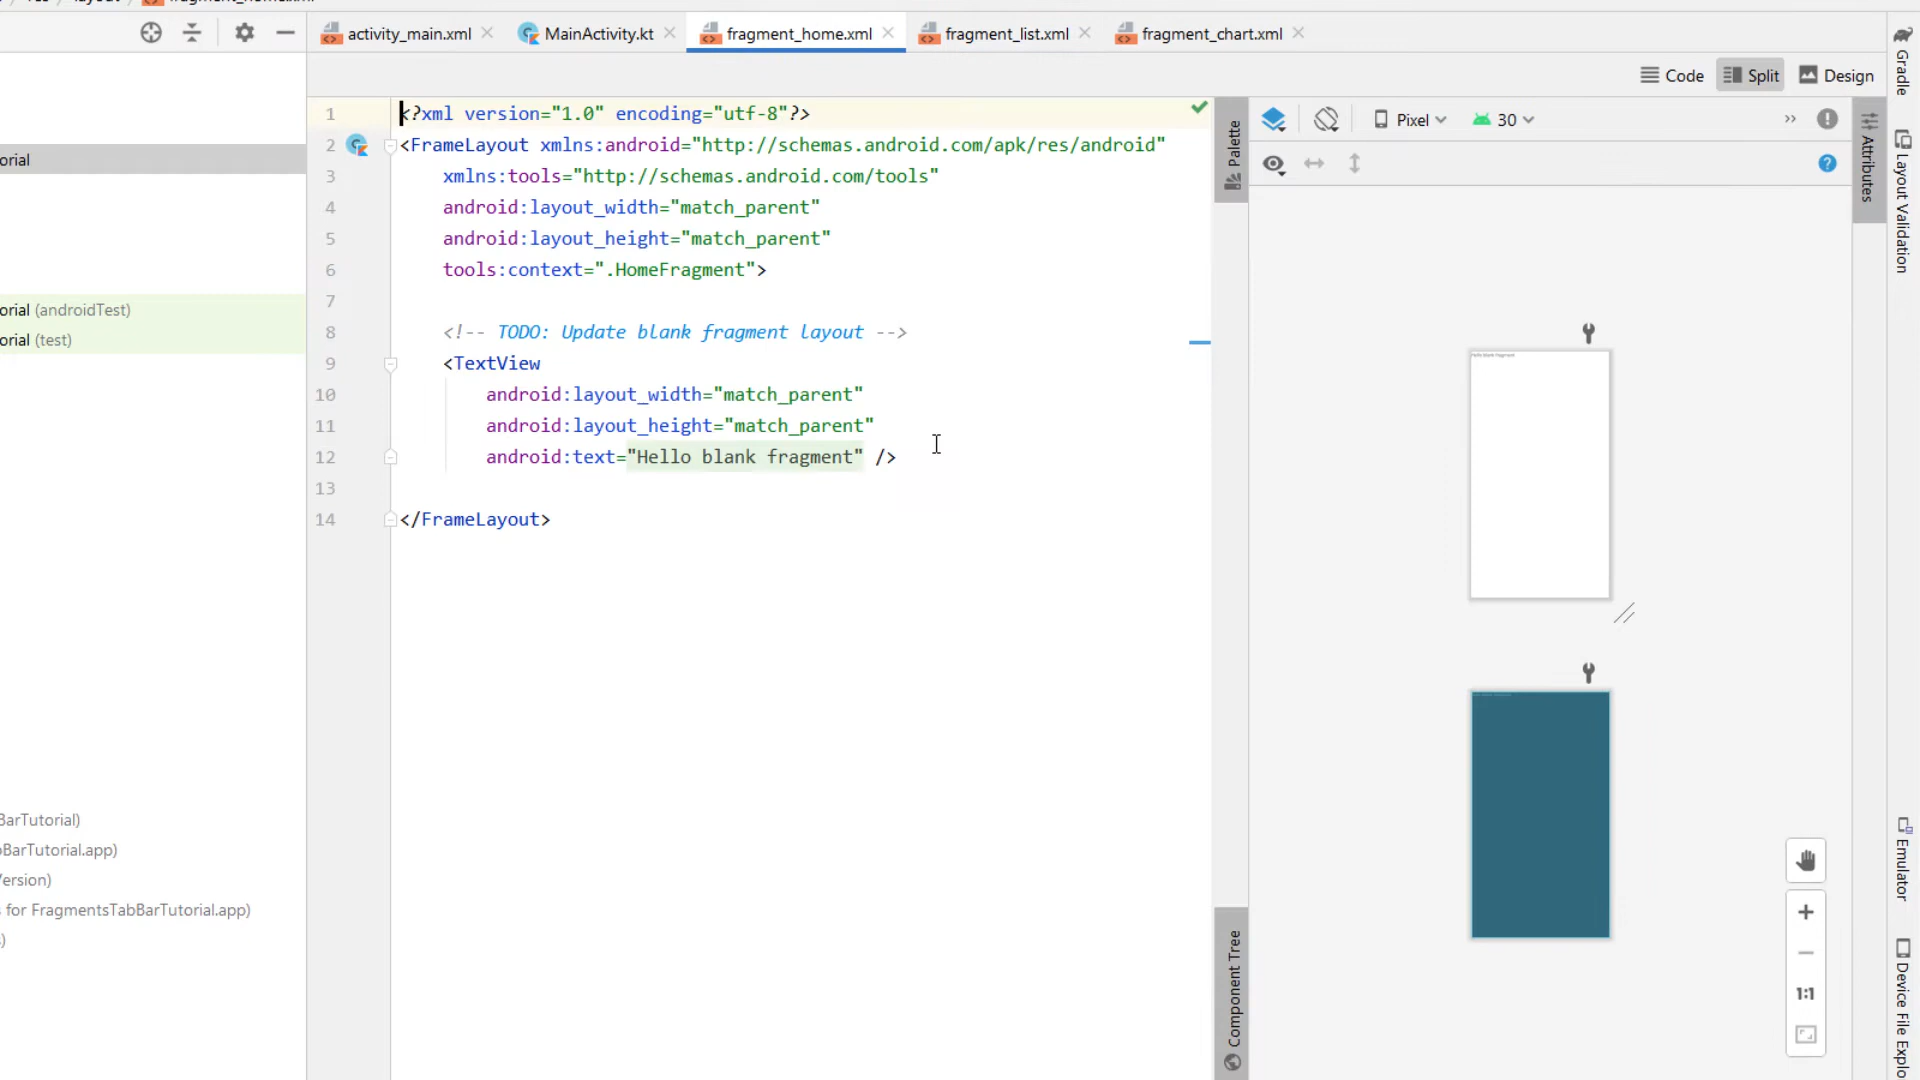 activity_main.xml
MainActivity.kt
fragment_home.xml
fragment_list.xml
fragment_chart.xml
Code
Split
Design
1 <?xml version="1.0" encoding="utf-8"?>
2 <FrameLayout xmlns:android="http://schemas.android.com/apk/res/android"
3 xmlns:tools="http://schemas.android.com/tools"
4 android:layout_width="match_parent"
5 android:layout_height="match_parent"
6 tools:context=".HomeFragment">
7
8 <!-- TODO: Update blank fragment layout -->
9 <TextView
10 android:layout_width="match_parent"
11 android:layout_height="match_parent"
12 android:text="Hello blank fragment" />
13
14 </FrameLayout>
orial
orial (androidTest)
orial (test)
BarTutorial)
BarTutorial.app)
ersion)
for FragmentsTabBarTutorial.app)
Palette
Component Tree
Pixel
30
1:1
Hello blank fragment
Attributes
Gradle
Layout Validation
Emulator
Device File Explo